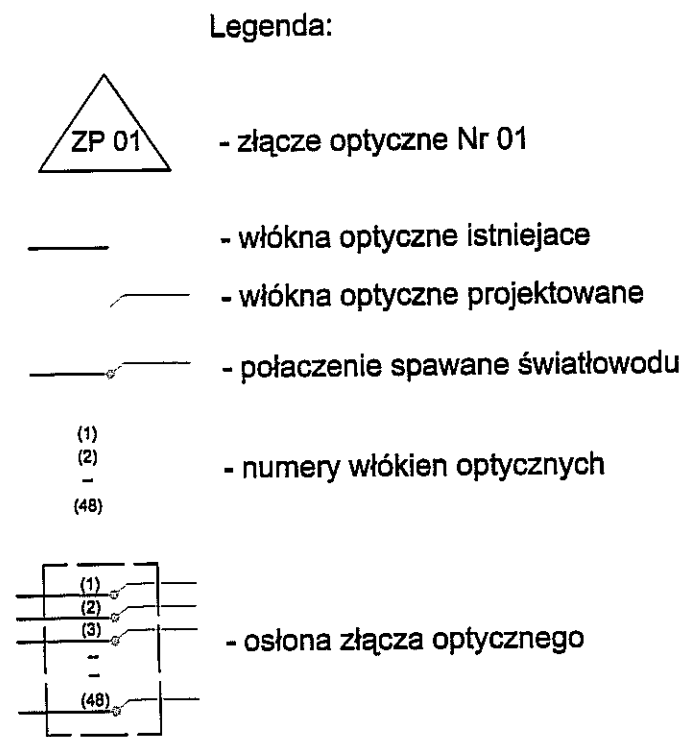 Legenda:
ZP 01
- złącze optyczne Nr 01
- włókna optyczne istniejace
- włókna optyczne projektowane
- połaczenie spawane światłowodu
(1)
(2)
–
(48)
- numery włókien optycznych
(1)
(2)
(3)
–
–
(48)
- osłona złącza optycznego